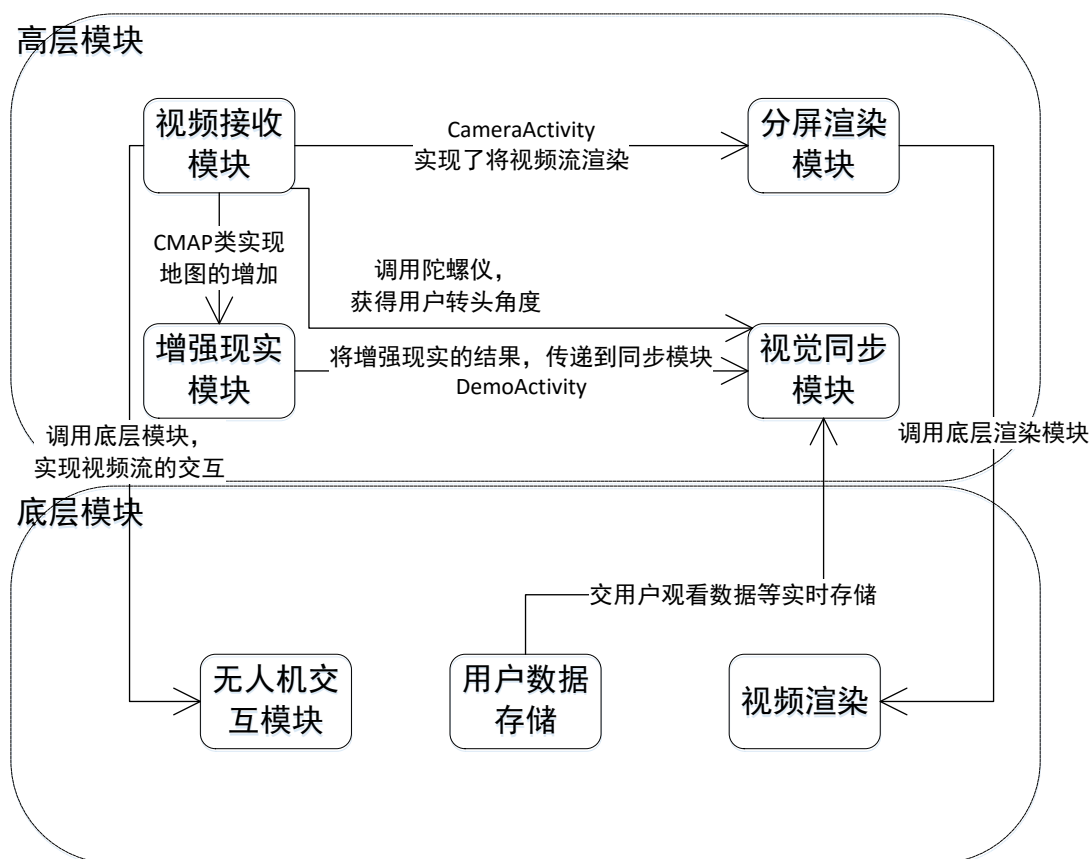 高层模块
视频接收
模块
CameraActivity
实现了将视频流渲染
分屏渲染
模块
CMAP类实现
地图的增加
调用陀螺仪，
获得用户转头角度
增强现实
模块
将增强现实的结果，传递到同步模块
DemoActivity
视觉同步
模块
调用底层模块，
实现视频流的交互
调用底层渲染模块
底层模块
交用户观看数据等实时存储
无人机交
互模块
用户数据
存储
视频渲染